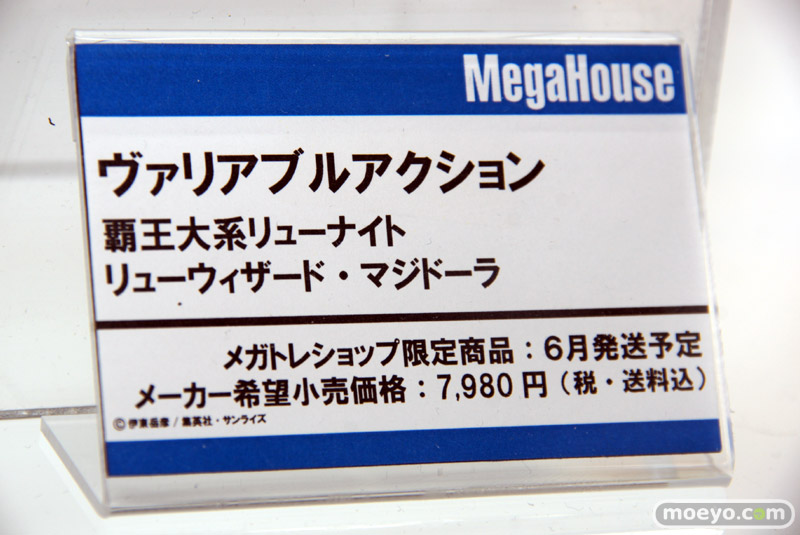 MegaHouse
ヴァリアブルアクション
覇王大系リューナイト
リューウィザード・マジドーラ
メガトレショップ限定商品：6月発送予定
メーカー希望小売価格：7,980円（税・送料込）
©伊東岳彦/集英社・サンライズ
moeyo.com